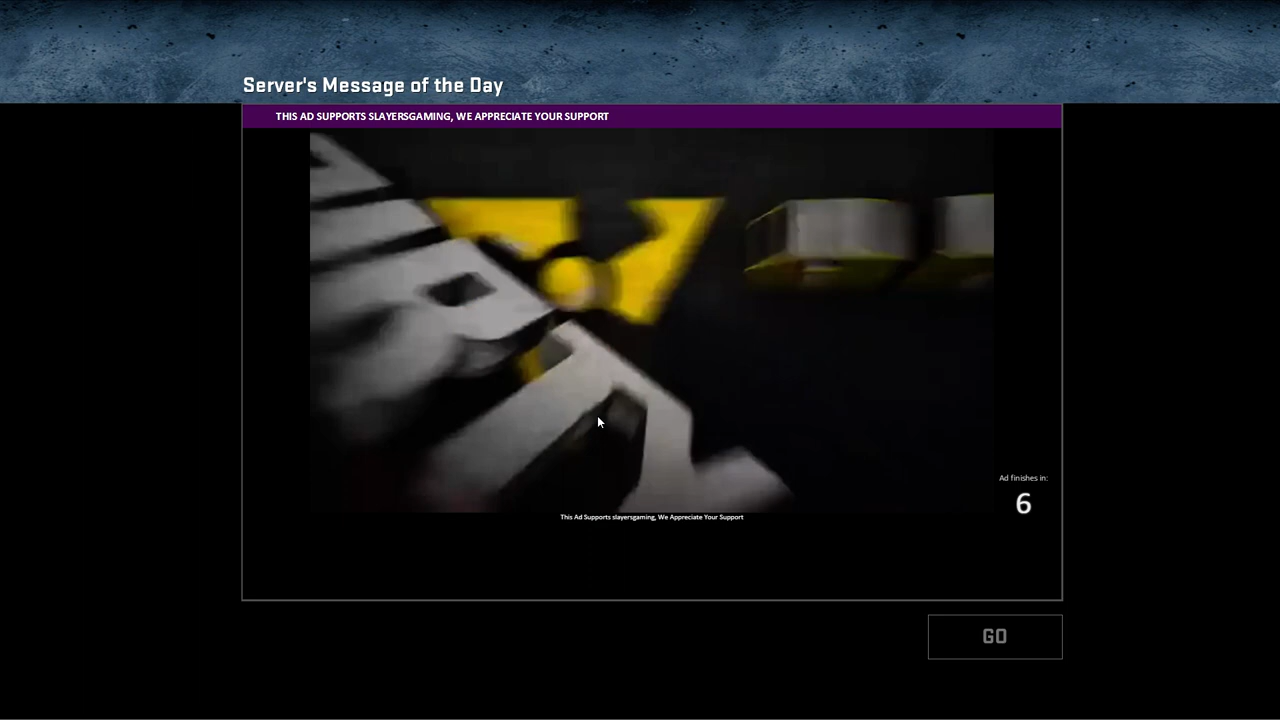 Server's Message of the Day
THIS AD SUPPORTS SLAYERSGAMING, WE APPRECIATE YOUR SUPPORT
Ad finishes in:
6
This Ad Supports slayersgaming, We Appreciate Your Support
GO